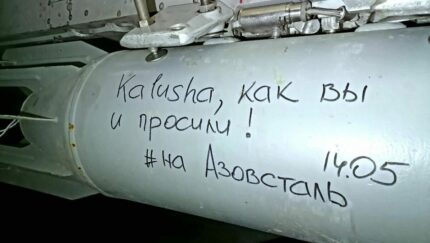 Kalusha, как вы
и просили!
#на Азовсталь 14.05